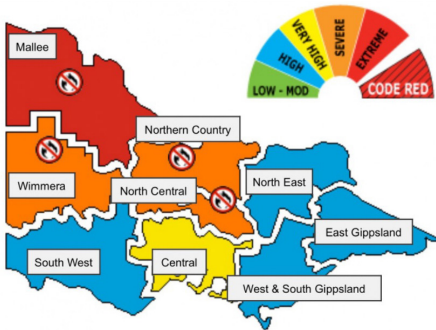 Mallee
LOW - MOD
HIGH
VERY HIGH
SEVERE
EXTREME
CODE RED
Northern Country
Wimmera
North Central
North East
East Gippsland
South West
Central
West & South Gippsland